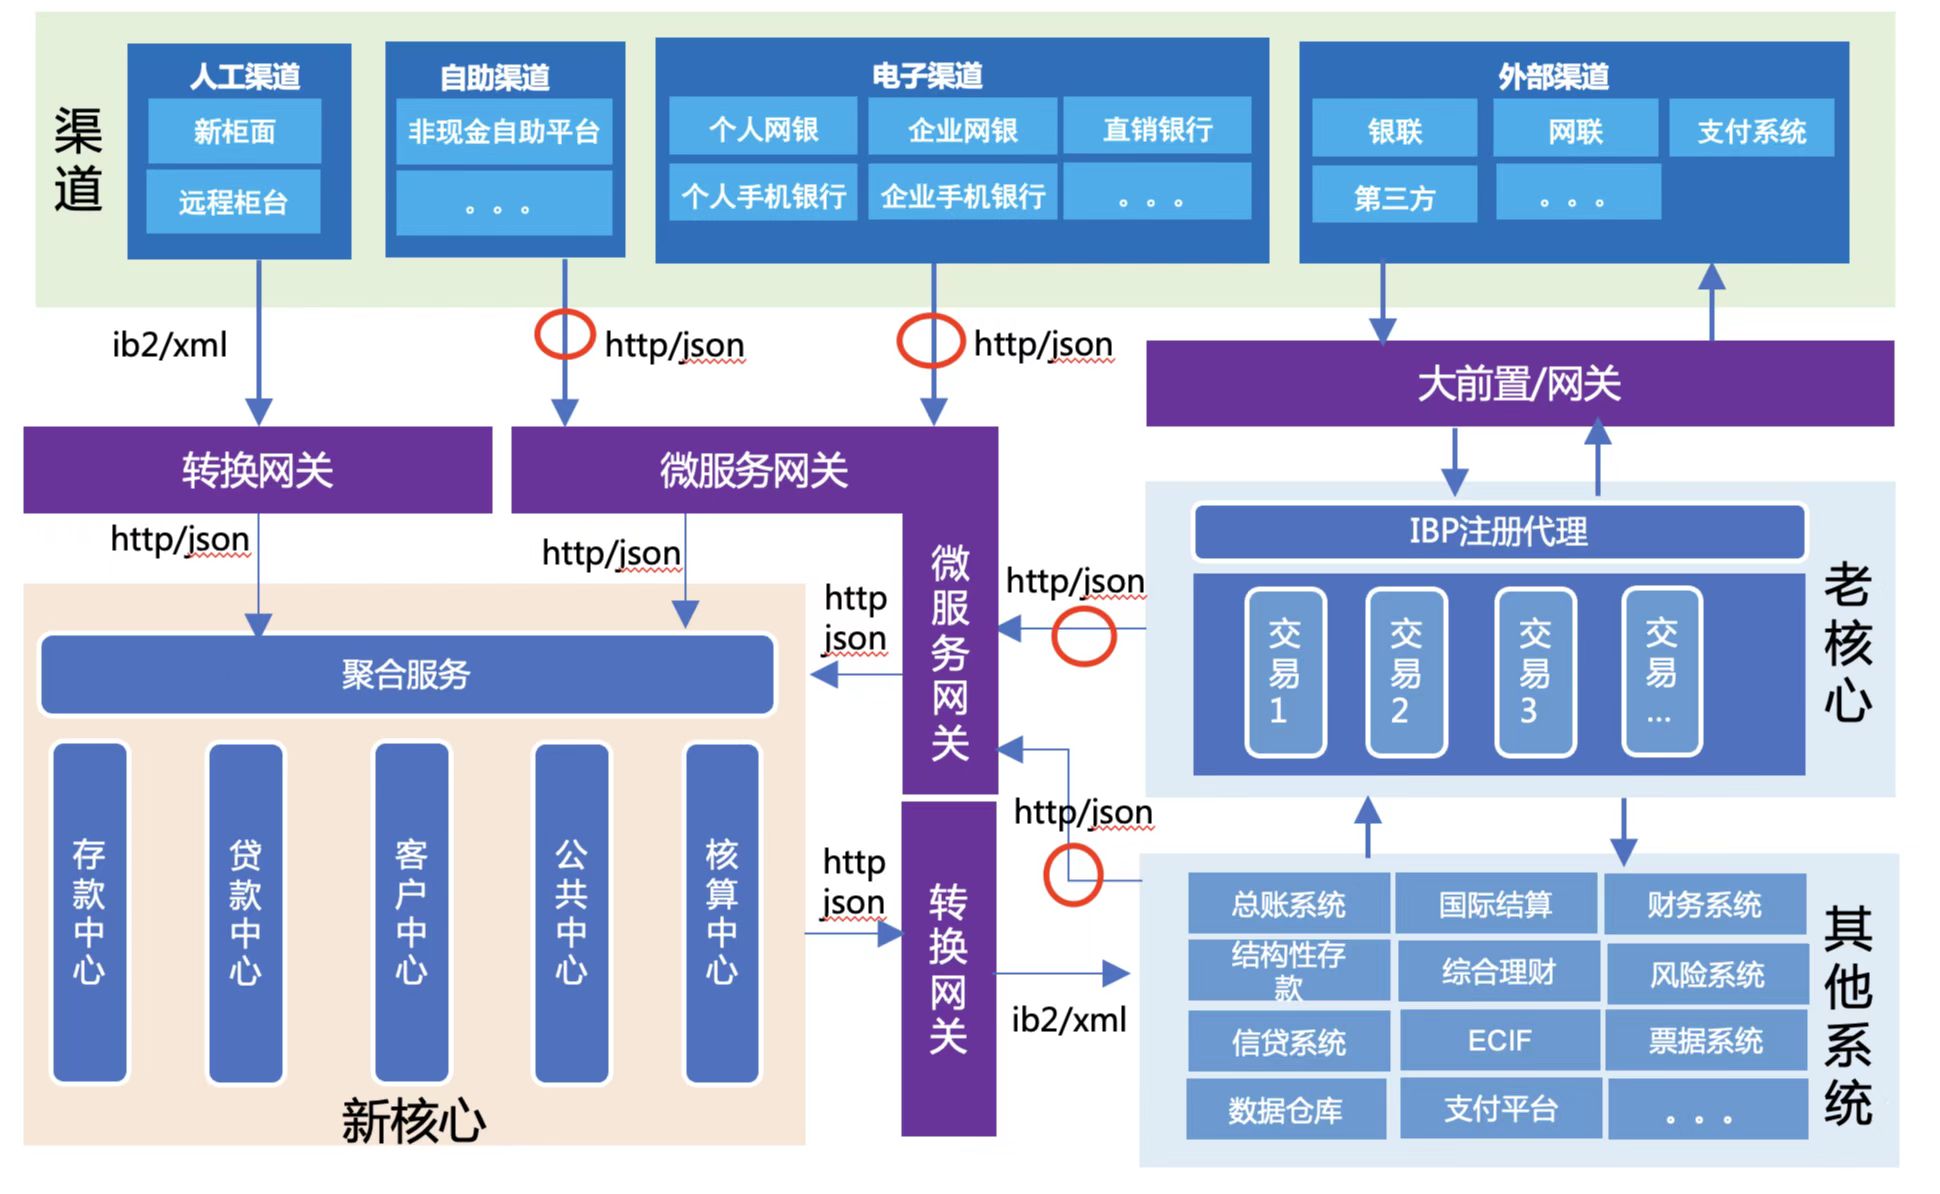 渠道
人工渠道
新柜面
远程柜台
自助渠道
非现金自助平台
。。。
电子渠道
个人网银
企业网银
直销银行
个人手机银行
企业手机银行
。。。
外部渠道
银联
网联
支付系统
第三方
。。。
ib2/xml
http/json
http/json
大前置/网关
转换网关
微服务网关
http/json
http/json
微服务网关
http
json
http/json
IBP注册代理
交易1
交易2
交易3
交易...
老核心
聚合服务
存款中心
贷款中心
客户中心
公共中心
核算中心
新核心
http
json
转换网关
http/json
ib2/xml
总账系统
国际结算
财务系统
结构性存
款
综合理财
风险系统
信贷系统
ECIF
票据系统
数据仓库
支付平台
。。。
其他系统